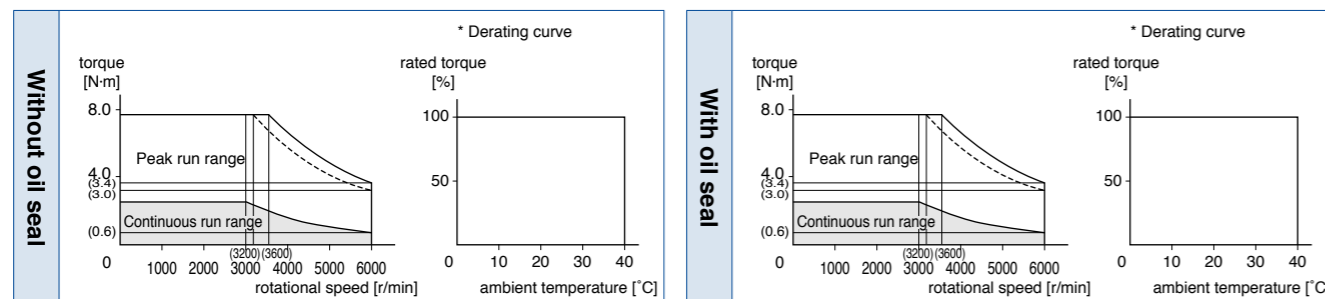 Without oil seal
torque
[N·m]
8.0
4.0
(3.4)
(3.0)
(0.6)
0
Peak run range
Continuous run range
(3200)
(3600)
1000 2000 3000 4000 5000 6000
rotational speed [r/min]
* Derating curve
rated torque
[%]
100
50
0 10 20 30 40
ambient temperature [˚C]
With oil seal
torque
[N·m]
8.0
4.0
(3.4)
(3.0)
(0.6)
0
Peak run range
Continuous run range
(3200)
(3600)
1000 2000 3000 4000 5000 6000
rotational speed [r/min]
* Derating curve
rated torque
[%]
100
50
0 10 20 30 40
ambient temperature [˚C]